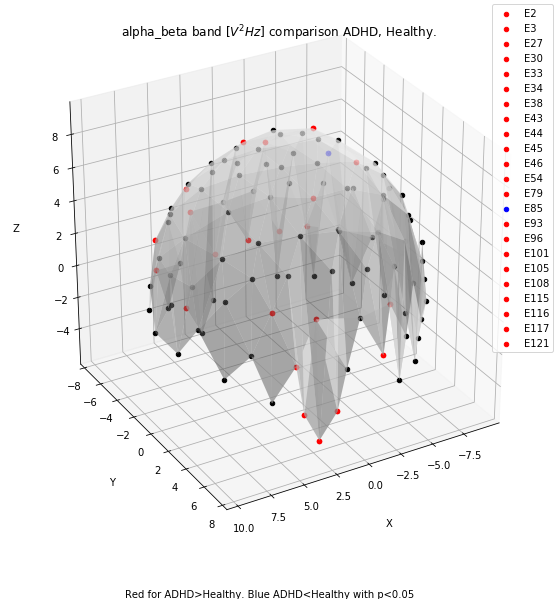 alpha_beta band [V²Hz] comparison ADHD, Healthy.
E2
E3
E27
E30
E33
E34
E38
E43
E44
E45
E46
E54
E79
E85
E93
E96
E101
E105
E108
E115
E116
E117
E121
Z
8
6
4
2
0
−2
−4
Y
−8
−6
−4
−2
0
2
4
6
8
X
10.0
7.5
5.0
2.5
0.0
−2.5
−5.0
−7.5
Red for ADHD>Healthy. Blue ADHD<Healthy with p<0.05